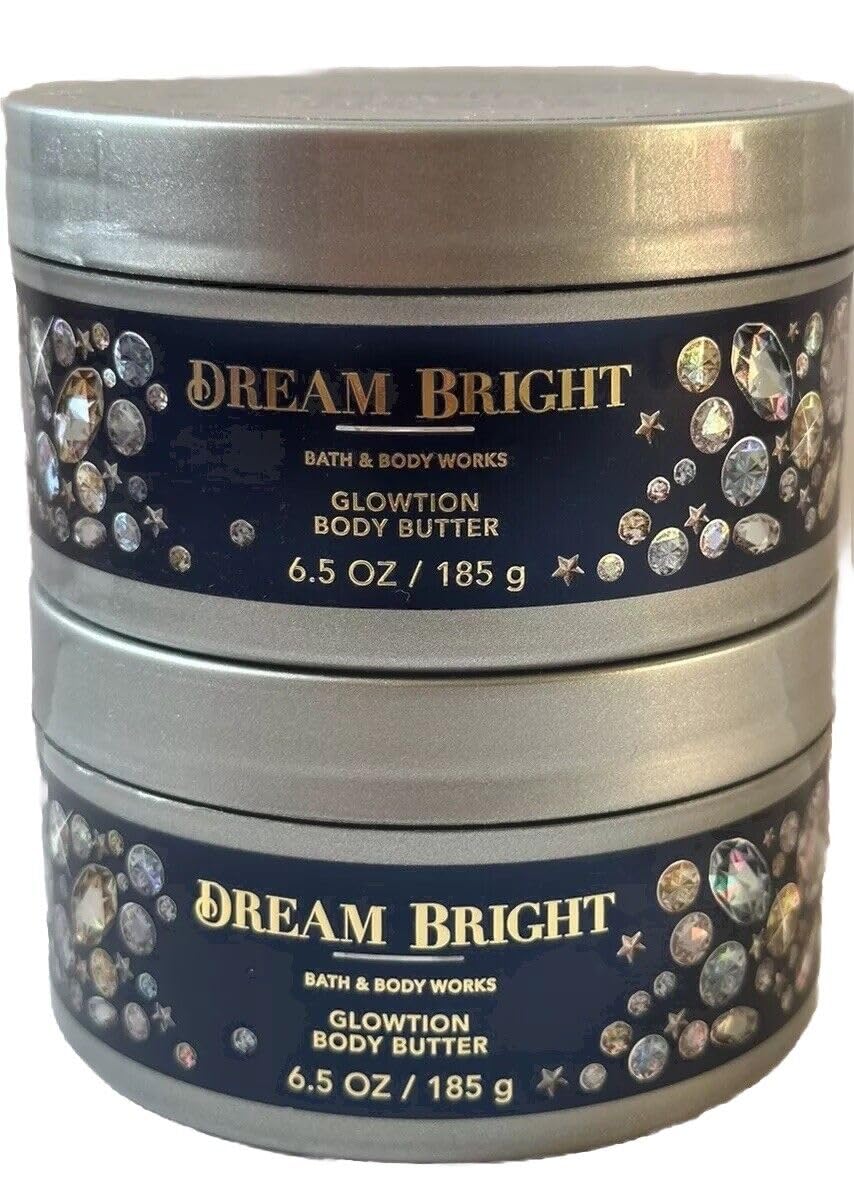 DREAM BRIGHT
BATH & BODY WORKS
GLOWTION
BODY BUTTER
6.5 OZ / 185 g
DREAM BRIGHT
BATH & BODY WORKS
GLOWTION
BODY BUTTER
6.5 OZ / 185 g